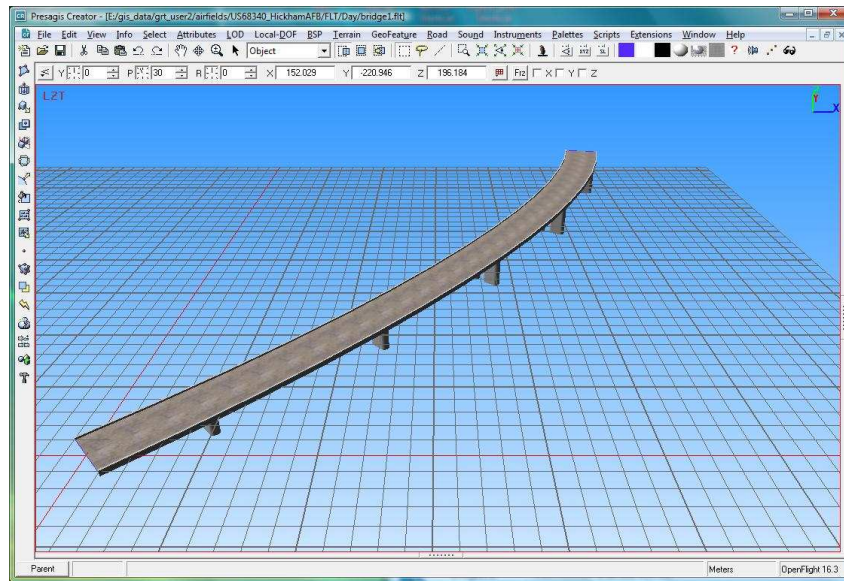 Presagis Creator - [E:/gis_data/grt_user2/airfields/US68340_HickhamAFB/FLT/Day/bridge1.flt]
File Edit View Info Select Attributes LOD Local-DOF BSP Terrain GeoFeature Road Sound Instruments Palettes Scripts Extensions Window Help
Object
Y 0 P 30 R 0 X 152.029 Y -220.946 Z 196.184 Frz X Y Z
LZT
Y
X
Parent Meters OpenFlight 16.3